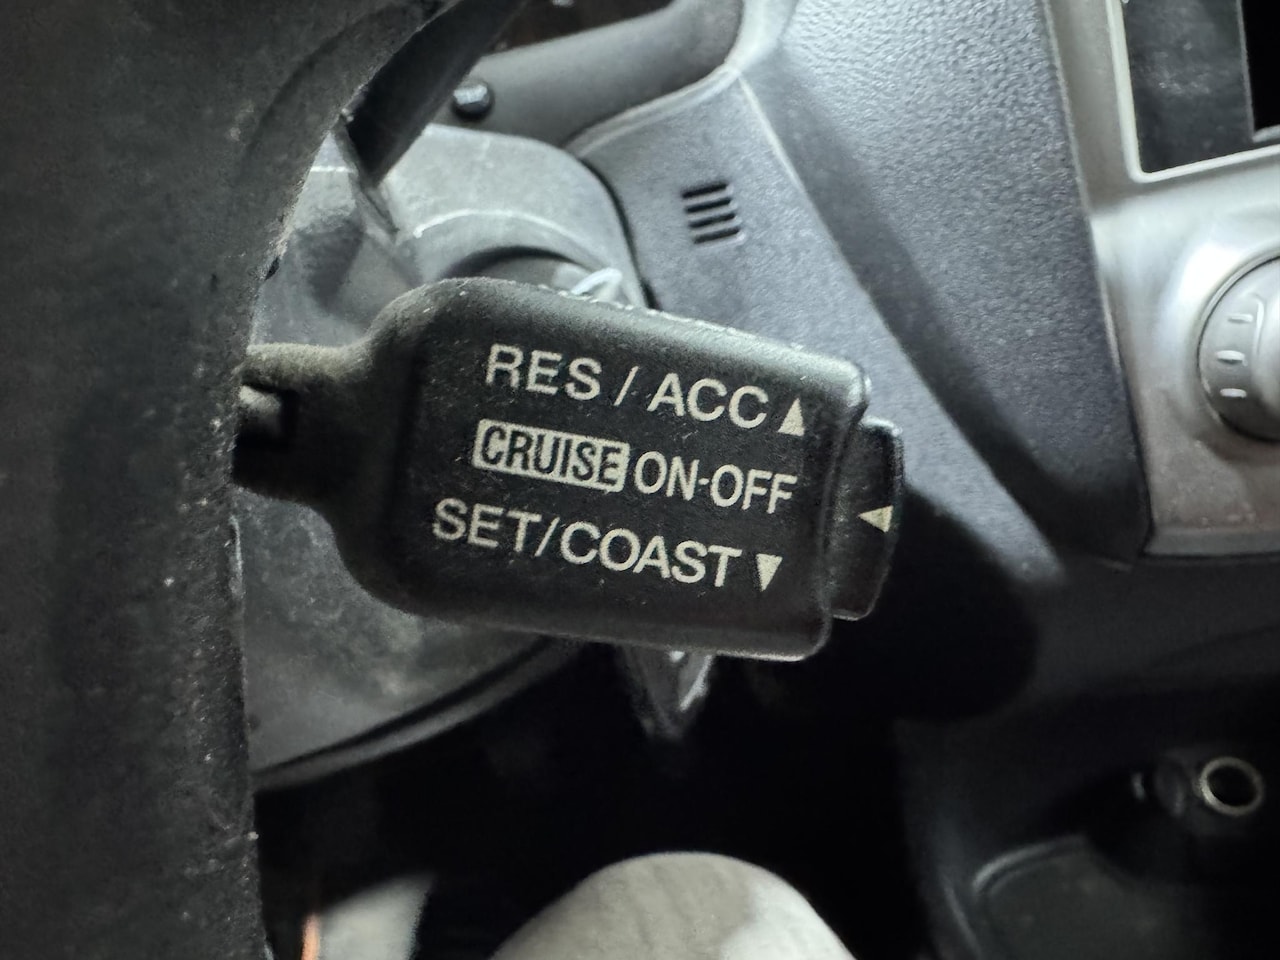 RES / ACC▲
CRUISE ON-OFF
SET/COAST▼